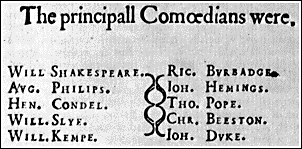 The principall Comœdians were.
WILL SHAKESPEARE. RIC. BVRBADGE.
AVG. PHILIPS. IOH. HEMINGS.
HEN. CONDEL. THO. POPE.
WILL. SLYE. CHR. BEESTON.
WILL. KEMPE. IOH. DVKE.